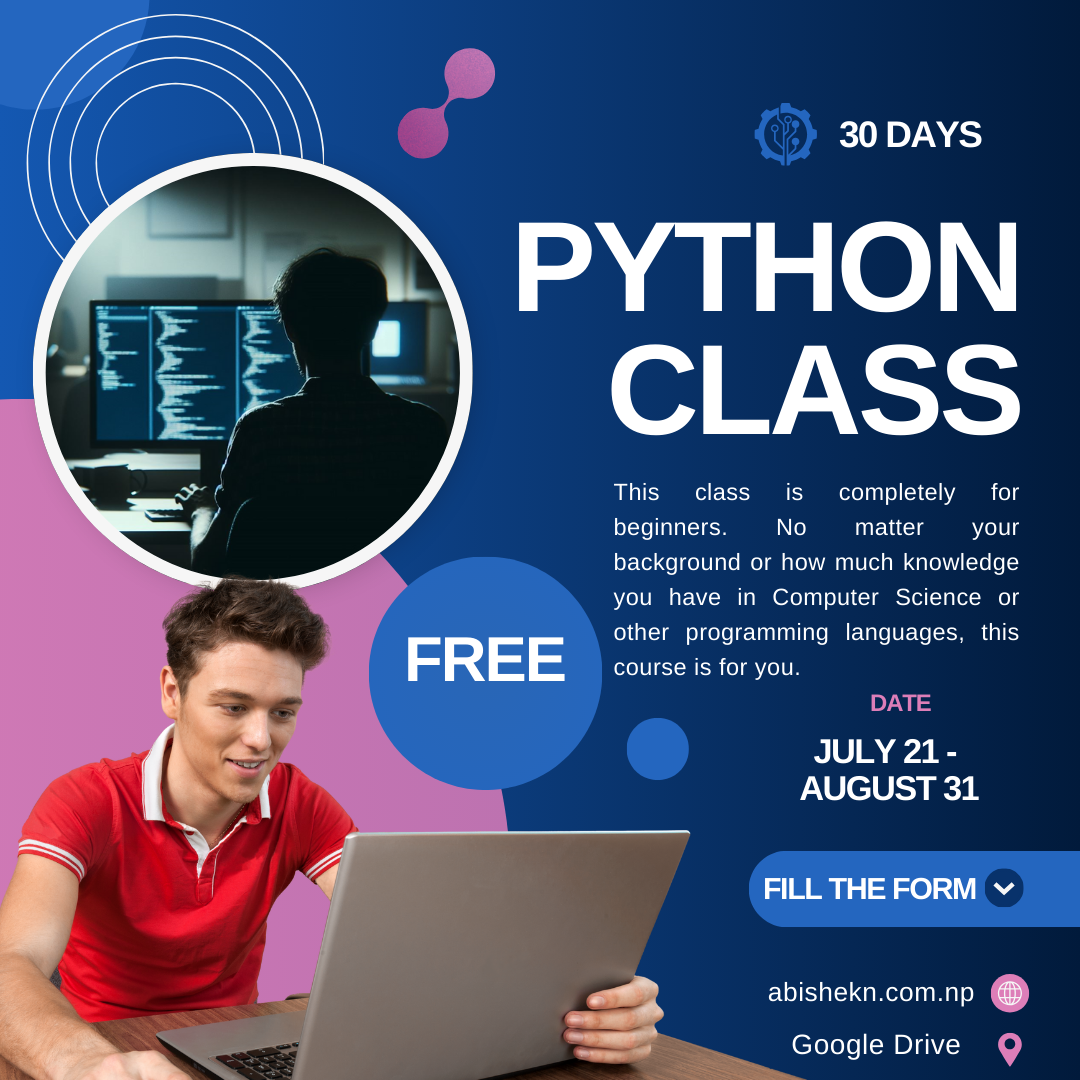 30 DAYS
PYTHON
CLASS
This class is completely for
beginners. No matter your
background or how much knowledge
you have in Computer Science or
other programming languages, this
course is for you.
FREE
DATE
JULY 21 -
AUGUST 31
FILL THE FORM
abishekn.com.np
Google Drive